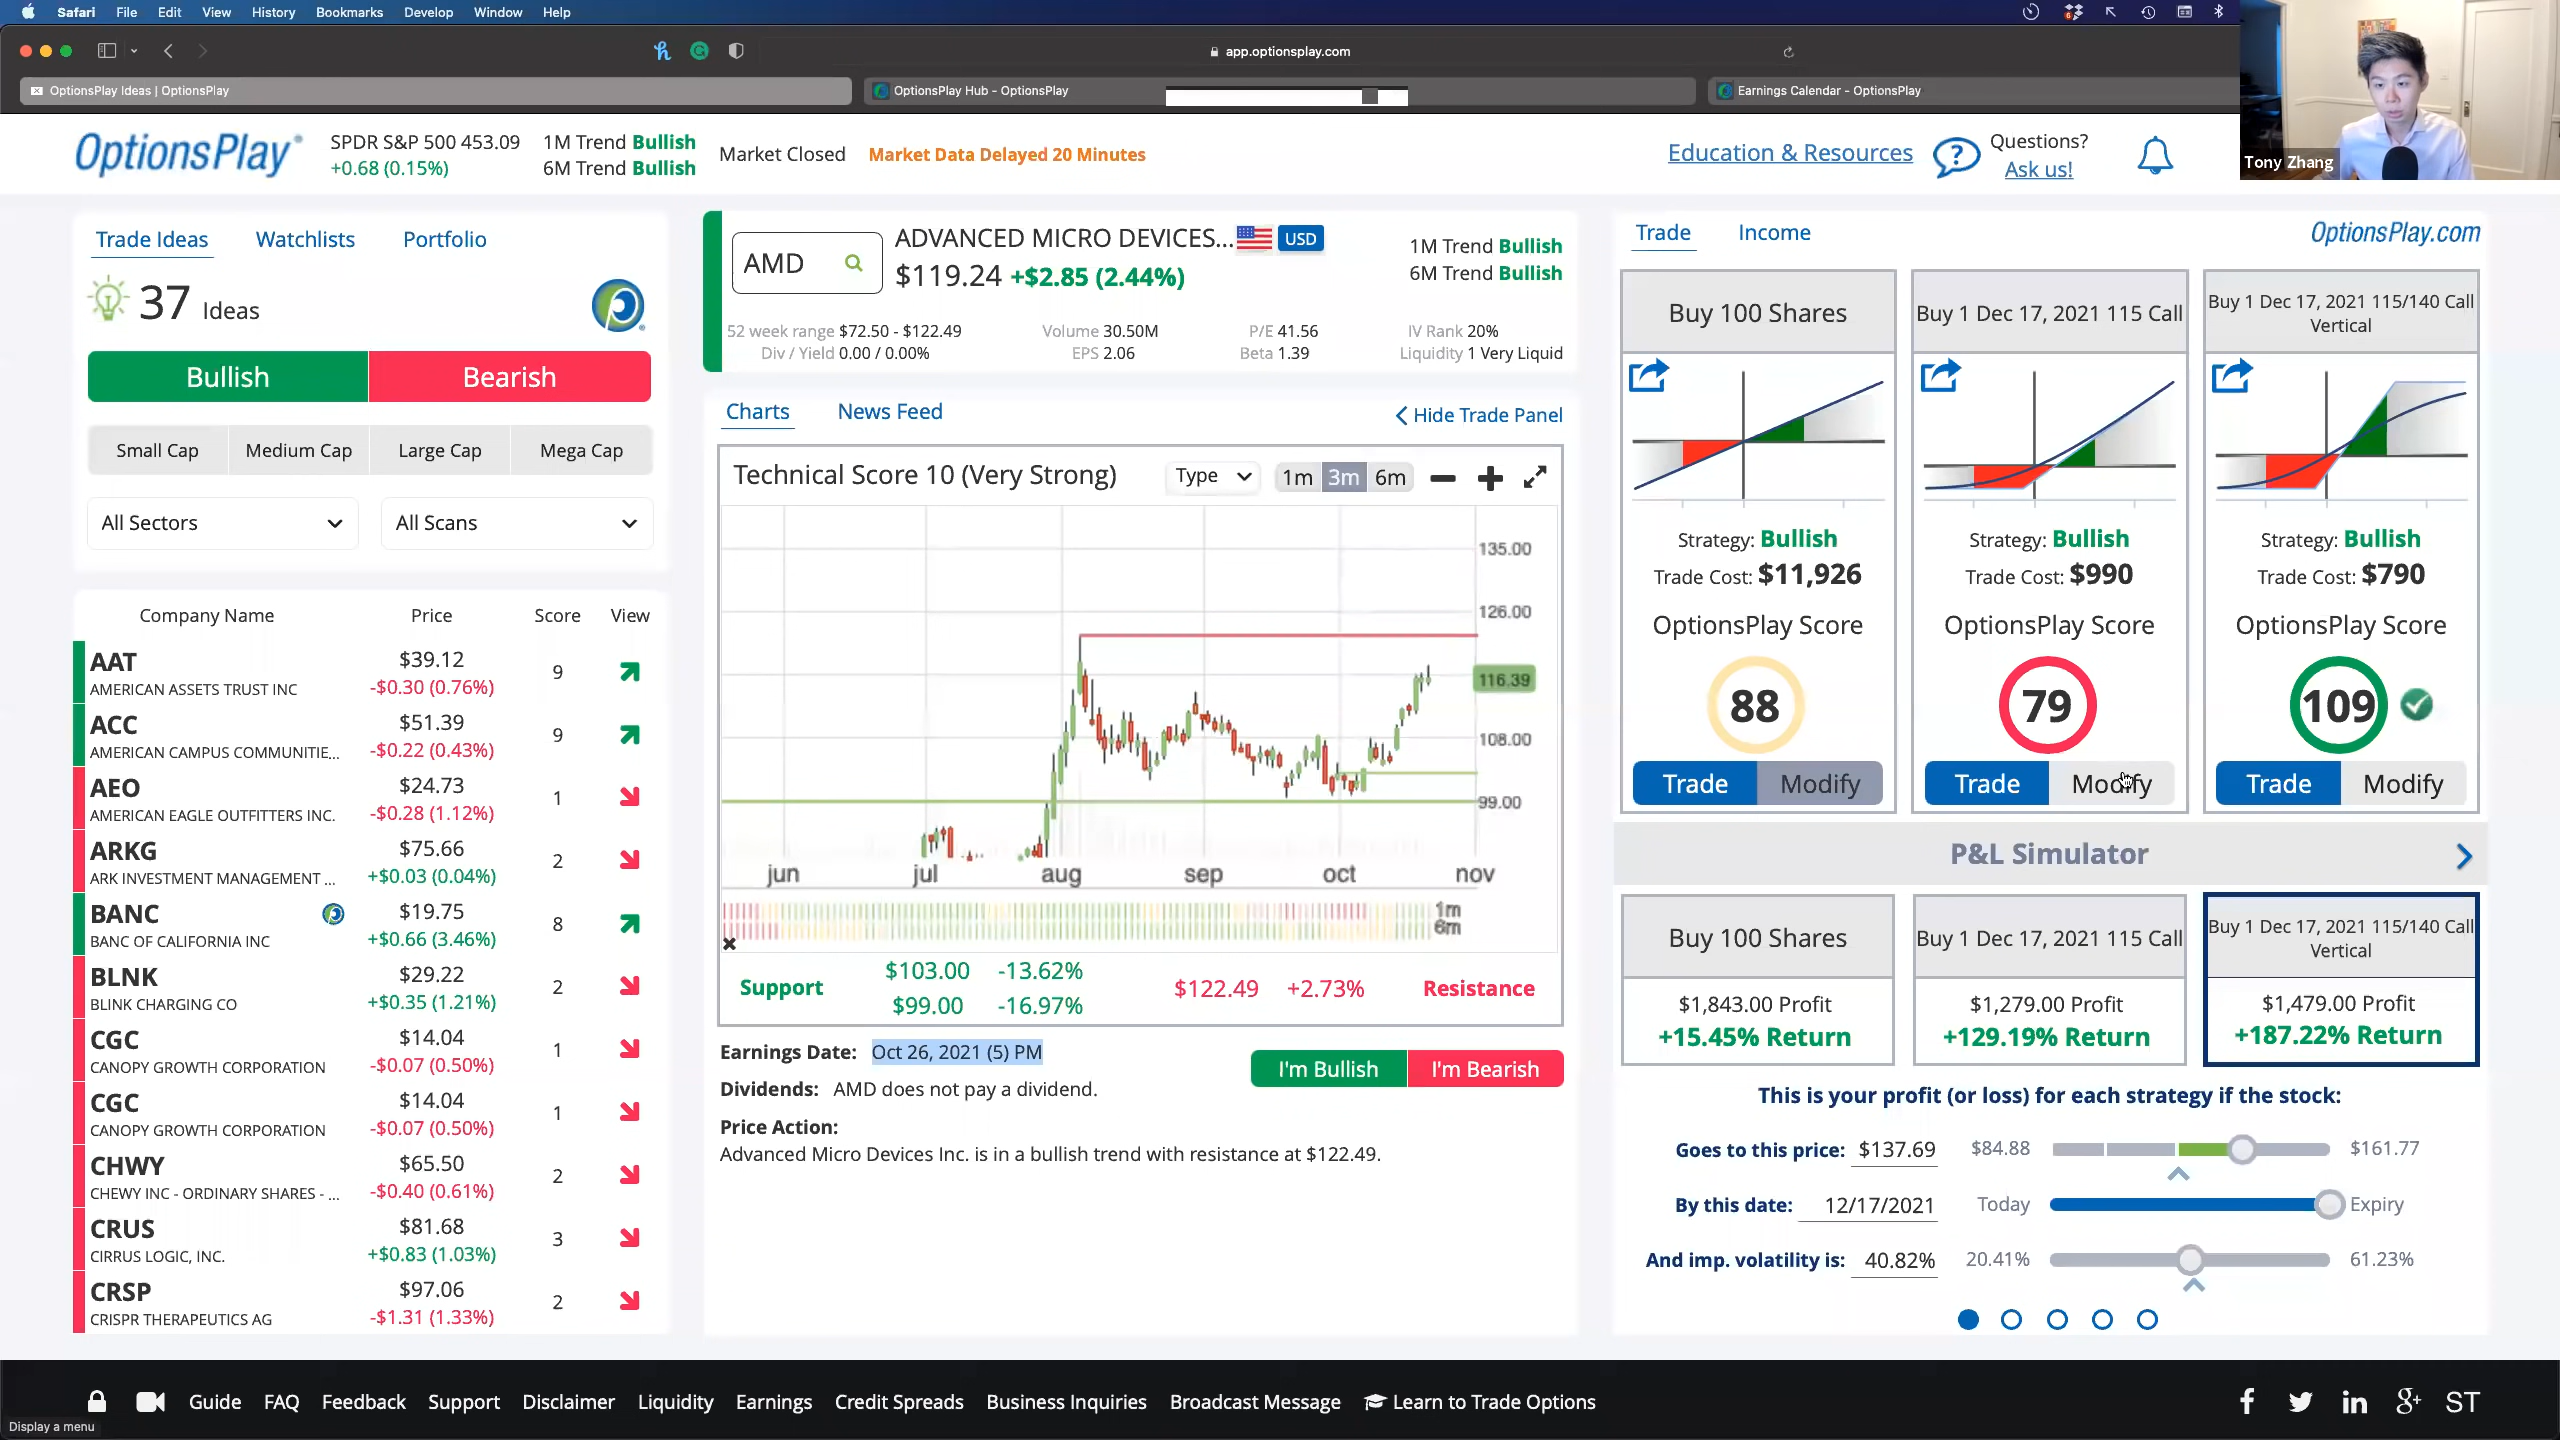 Safari File Edit View History Bookmarks Develop Window Help
app.optionsplay.com
OptionsPlay Ideas | OptionsPlay
OptionsPlay Hub - OptionsPlay
Earnings Calendar - OptionsPlay
Tony Zhang
OptionsPlay
SPDR S&P 500 453.09
+0.68 (0.15%)
1M Trend Bullish
6M Trend Bullish
Market Closed
Market Data Delayed 20 Minutes
Education & Resources
Questions?
Ask us!
Trade Ideas Watchlists Portfolio
37 Ideas
Bullish Bearish
Small Cap Medium Cap Large Cap Mega Cap
All Sectors All Scans
Company Name Price Score View
AAT $39.12
AMERICAN ASSETS TRUST INC -$0.30 (0.76%) 9
ACC $51.39
AMERICAN CAMPUS COMMUNITIE... -$0.22 (0.43%) 9
AEO $24.73
AMERICAN EAGLE OUTFITTERS INC. -$0.28 (1.12%) 1
ARKG $75.66
ARK INVESTMENT MANAGEMENT ... +$0.03 (0.04%) 2
BANC $19.75
BANC OF CALIFORNIA INC +$0.66 (3.46%) 8
BLNK $29.22
BLINK CHARGING CO +$0.35 (1.21%) 2
CGC $14.04
CANOPY GROWTH CORPORATION -$0.07 (0.50%) 1
CGC $14.04
CANOPY GROWTH CORPORATION -$0.07 (0.50%) 1
CHWY $65.50
CHEWY INC - ORDINARY SHARES - ... -$0.40 (0.61%) 2
CRUS $81.68
CIRRUS LOGIC, INC. +$0.83 (1.03%) 3
CRSP $97.06
CRISPR THERAPEUTICS AG -$1.31 (1.33%) 2
AMD
ADVANCED MICRO DEVICES... USD
$119.24 +$2.85 (2.44%)
1M Trend Bullish
6M Trend Bullish
52 week range $72.50 - $122.49 Volume 30.50M P/E 41.56 IV Rank 20%
Div / Yield 0.00 / 0.00% EPS 2.06 Beta 1.39 Liquidity 1 Very Liquid
Charts News Feed Hide Trade Panel
Technical Score 10 (Very Strong) Type 1m 3m 6m
135.00
126.00
116.39
108.00
99.00
jun jul aug sep oct nov
1m
6m
Support $103.00 -13.62%
$99.00 -16.97%
$122.49 +2.73% Resistance
Earnings Date: Oct 26, 2021 (5) PM
I'm Bullish I'm Bearish
Dividends: AMD does not pay a dividend.
Price Action:
Advanced Micro Devices Inc. is in a bullish trend with resistance at $122.49.
Trade Income
OptionsPlay.com
Buy 100 Shares
Strategy: Bullish
Trade Cost: $11,926
OptionsPlay Score
88
Trade Modify
Buy 1 Dec 17, 2021 115 Call
Strategy: Bullish
Trade Cost: $990
OptionsPlay Score
79
Trade Modify
Buy 1 Dec 17, 2021 115/140 Call
Vertical
Strategy: Bullish
Trade Cost: $790
OptionsPlay Score
109
Trade Modify
P&L Simulator
Buy 100 Shares
$1,843.00 Profit
+15.45% Return
Buy 1 Dec 17, 2021 115 Call
$1,279.00 Profit
+129.19% Return
Buy 1 Dec 17, 2021 115/140 Call
Vertical
$1,479.00 Profit
+187.22% Return
This is your profit (or loss) for each strategy if the stock:
Goes to this price: $137.69 $84.88 $161.77
By this date: 12/17/2021 Today Expiry
And imp. volatility is: 40.82% 20.41% 61.23%
Guide FAQ Feedback Support Disclaimer Liquidity Earnings Credit Spreads Business Inquiries Broadcast Message Learn to Trade Options
ST
Display a menu